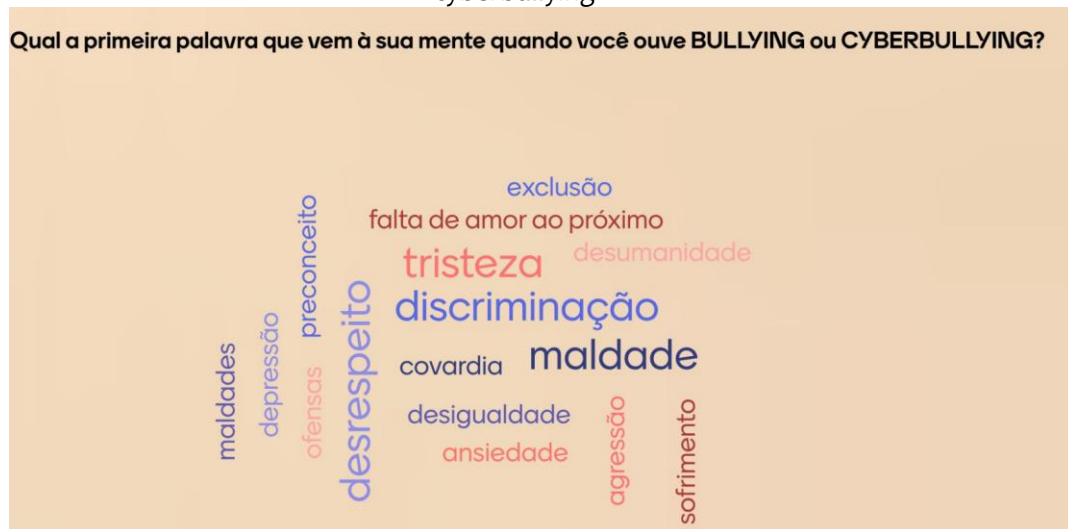 cyberbullying
Qual a primeira palavra que vem à sua mente quando você ouve BULLYING ou CYBERBULLYING?
exclusão
falta de amor ao próximo
preconceito
tristeza
desumanidade
discriminação
desrespeito
depressão
maldades
ofensas
covardia
maldade
desigualdade
ansiedade
agressão
sofrimento